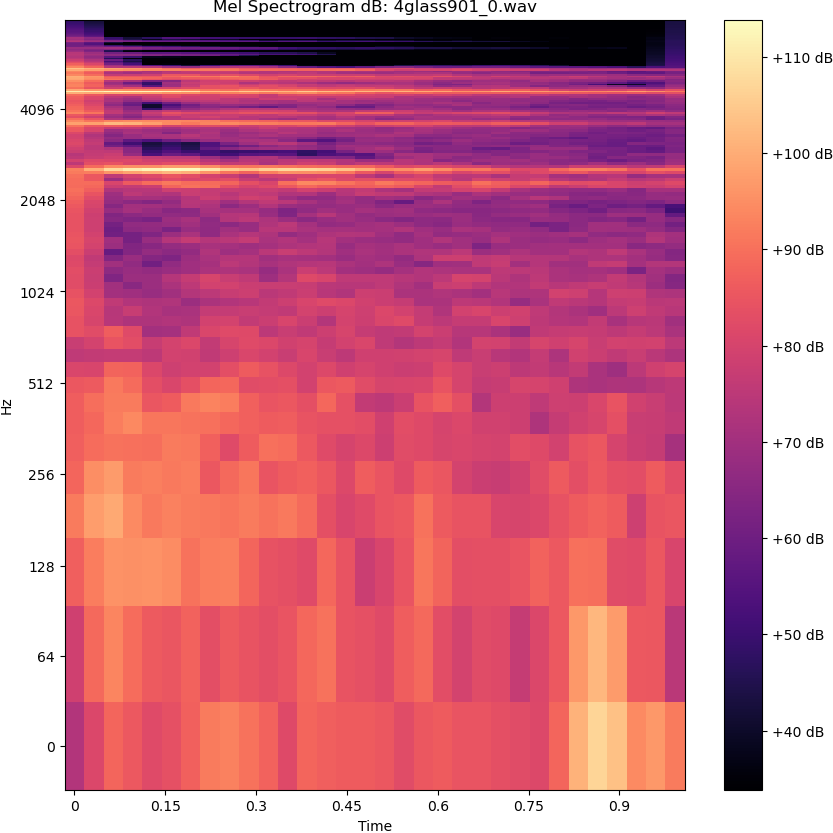 Mel Spectrogram dB: 4glass901_0.wav
+110 dB
4096
+100 dB
2048
+90 dB
1024
+80 dB
512
Hz
+70 dB
256
+60 dB
128
+50 dB
64
+40 dB
0
0 0.15 0.3 0.45 0.6 0.75 0.9
Time